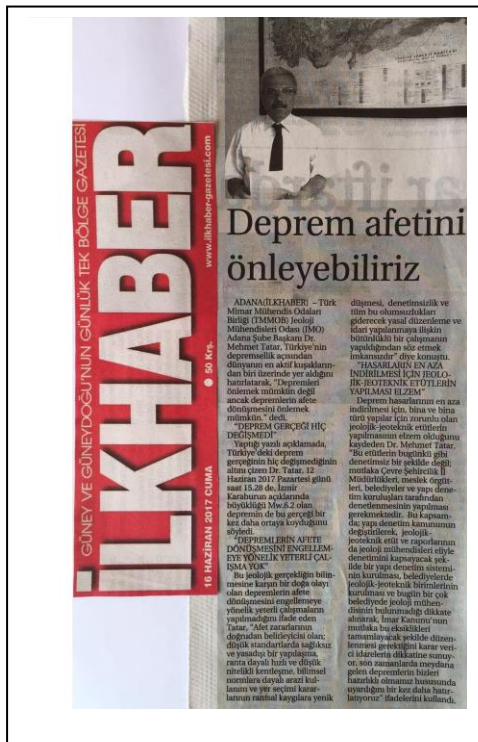 GÜNEY VE GÜNEYDOĞU'NUN GÜNLÜK TEK BÖLGE GAZETESİ
İLKHABER
www.ilkhaber-gazetesi.com
50 Krş.
16 HAZİRAN 2017 CUMA
Deprem afetini
önleyebiliriz
ADANA(İLKHABER) – Türk
Mimar Mühendis Odaları
Birliği (TMMOB) Jeoloji
Mühendisleri Odası (JMO)
Adana Şube Başkanı Dr.
Mehmet Tatar, Türkiye'nin
depremsellik açısından
dünyanın en aktif kuşakların-
dan biri üzerinde yer aldığını
hatırlatarak, "Depremleri
önlemek mümkün değil
ancak depremlerin afete
dönüşmesini önlemek
mümkün." dedi.
"DEPREM GERÇEĞİ HİÇ
DEĞİŞMEDİ"
Yaptığı yazılı açıklamada,
Türkiye'deki deprem
gerçeğinin hiç değişmediğinin
altını çizen Dr. Tatar, 12
Haziran 2017 Pazartesi günü
saat 15.28 de, İzmir
Karaburun açıklarında
büyüklüğü Mw.6.2 olan
depremin de bu gerçeği bir
kez daha ortaya koyduğunu
söyledi.
"DEPREMLERİN AFETE
DÖNÜŞMESİNİ ENGELLEM-
EYE YÖNELİK YETERLİ ÇAL-
IŞMA YOK"
Bu jeolojik gerçekliğin bilin-
mesine karşın bir doğa olayı
olan depremlerin afete
dönüşmesini engellemeye
yönelik yeterli çalışmaların
yapılmadığını ifade eden
Tatar, "Afet zararlarının
doğrudan belirleyicisi olan;
düşük standartlarda sağlıksız
ve yasadışı bir yapılaşma,
ranta dayalı hızlı ve düşük
nitelikli kentleşme, bilimsel
normlara dayalı arazi kul-
lanım ve yer seçimi karar-
larının rantsal kaygılara yenik
düşmesi, denetimsizlik ve
tüm bu olumsuzlukları
giderecek yasal düzenleme ve
idari yapılanmaya ilişkin
bütünlüklü bir çalışmanın
yapıldığından söz etmek
imkansızdır" diye konuştu.
"HASARLARIN EN AZA
İNDİRİLMESİ İÇİN JEOLO-
JİK-JEOTEKNİK ETÜTLERİN
YAPILMASI ELZEM"
Deprem hasarlarının en aza
indirilmesi için, bina ve bina
türü yapılar için zorunlu olan
jeolojik-jeoteknik etütlerin
yapılmasının elzem olduğunu
kaydeden Dr. Mehmet Tatar,
"Bu etütlerin bugünkü gibi
denetimsiz bir şekilde değil;
mutlaka Çevre Şehircilik İl
Müdürlükleri, meslek örgüt-
leri, belediyeler ve yapı dene-
tim kuruluşları tarafından
denetlenmesinin yapılması
gerekmektedir. Bu kapsam-
da; yapı denetim kanununun
değiştirilerek, jeolojik-
jeoteknik etüt ve raporlarının
da jeoloji mühendisleri eliyle
denetimini kapsayacak şek-
ilde bir yapı denetim sistemi-
nin kurulması, belediyelerde
jeolojik-jeoteknik birimlerinin
kurulması ve bugün bir çok
belediyede jeoloji mühen-
disinin bulunmadığı dikkate
alınarak, İmar Kanunu'nun
mutlaka bu eksiklikleri
tamamlayacak şekilde düzen-
lenmesi gerektiğini karar veri-
ci idarelerin dikkatine sunuy-
or, son zamanlarda meydana
gelen depremlerin bizleri
hazırlıklı olmamız hususunda
uyardığını bir kez daha hatır-
latıyoruz" ifadelerini kullandı.